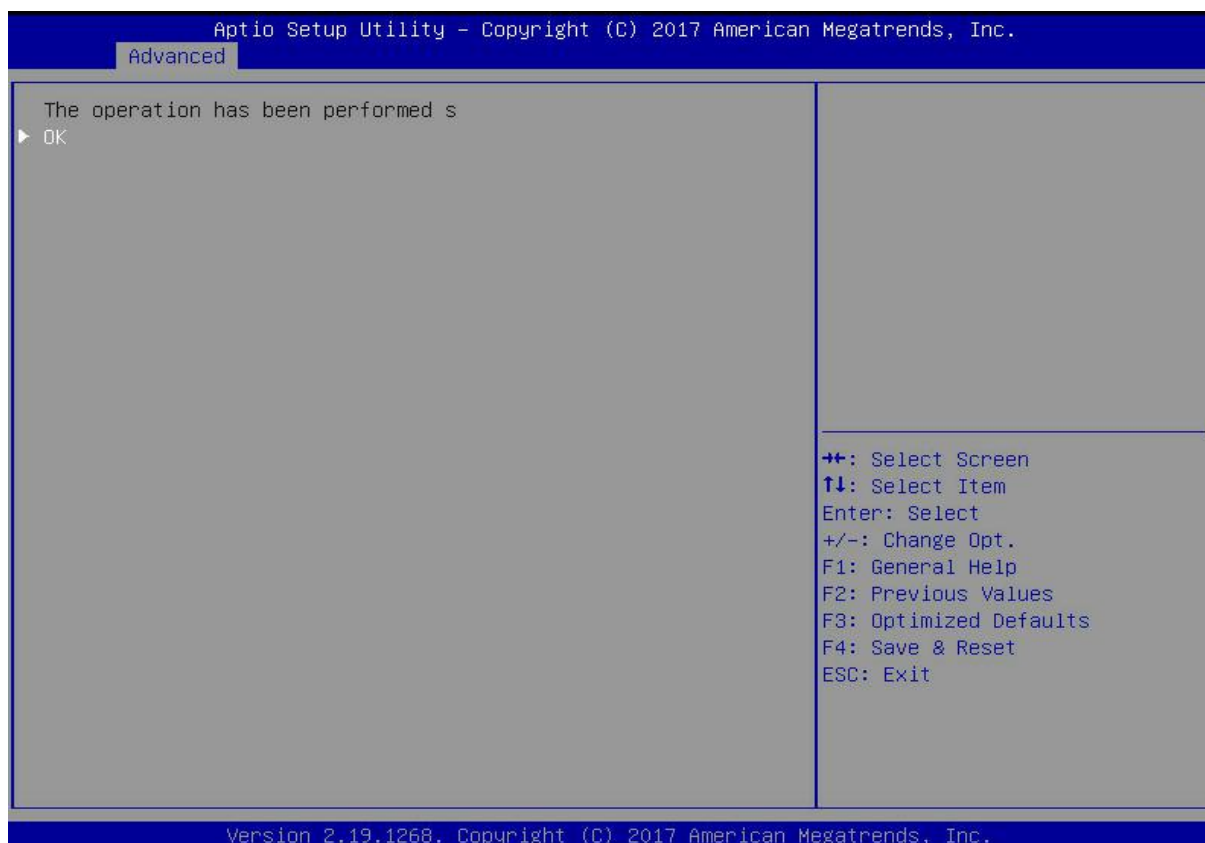 Aptio Setup Utility – Copyright (C) 2017 American Megatrends, Inc.
Advanced
The operation has been performed s
▶ OK
→←: Select Screen
↑↓: Select Item
Enter: Select
+/-: Change Opt.
F1: General Help
F2: Previous Values
F3: Optimized Defaults
F4: Save & Reset
ESC: Exit
Version 2.19.1268. Copyright (C) 2017 American Megatrends, Inc.